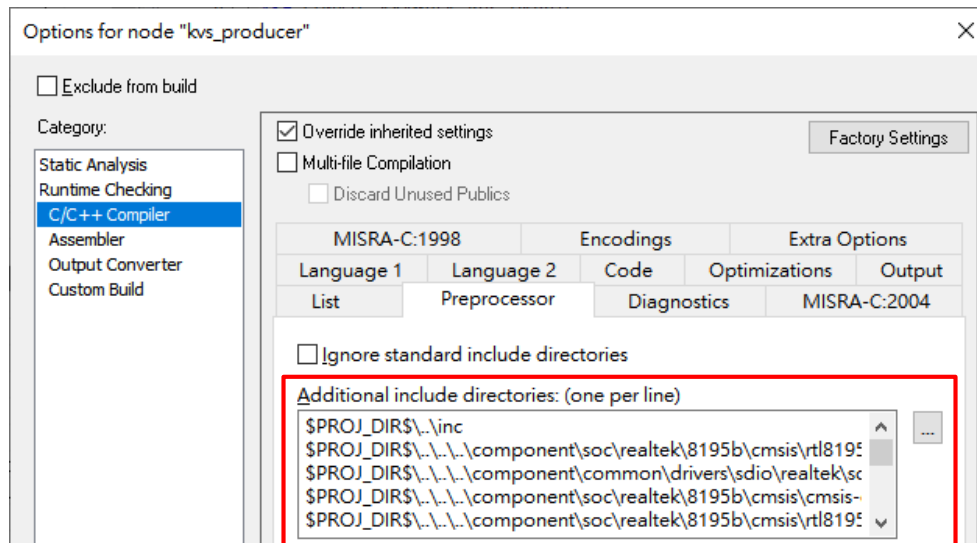 Options for node "kvs_producer"
Exclude from build
Category:
Static Analysis
Runtime Checking
C/C++ Compiler
Assembler
Output Converter
Custom Build
Override inherited settings
Factory Settings
Multi-file Compilation
Discard Unused Publics
MISRA-C:1998 Encodings Extra Options
Language 1 Language 2 Code Optimizations Output
List Preprocessor Diagnostics MISRA-C:2004
Ignore standard include directories
Additional include directories: (one per line)
$PROJ_DIR$\..\inc
$PROJ_DIR$\..\..\..\component\soc\realtek\8195b\cmsis\rtl8195
$PROJ_DIR$\..\..\..\component\common\drivers\sdio\realtek\sc
$PROJ_DIR$\..\..\..\component\soc\realtek\8195b\cmsis\cmsis-
$PROJ_DIR$\..\..\..\component\soc\realtek\8195b\cmsis\rtl8195
...